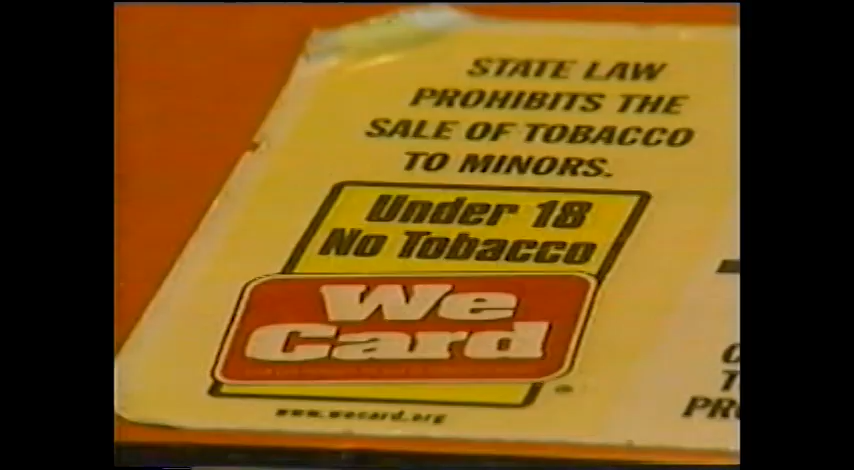 STATE LAW
PROHIBITS THE
SALE OF TOBACCO
TO MINORS.
Under 18
No Tobacco
We
Card
®
www.wecard.org